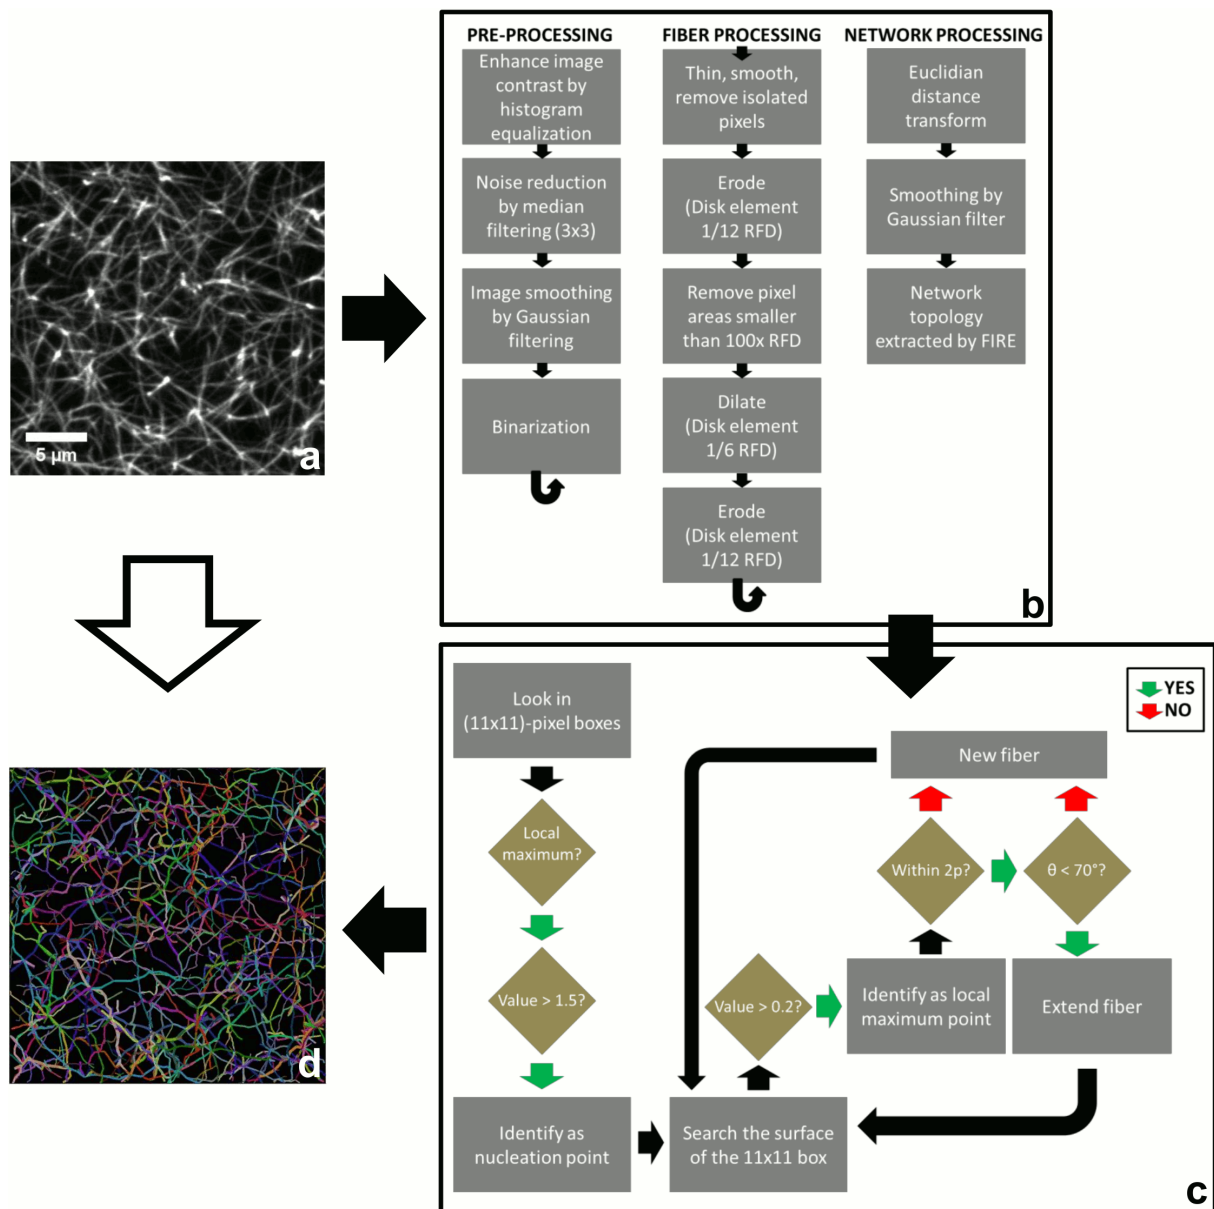 PRE-PROCESSING
Enhance image
contrast by
histogram
equalization
Noise reduction
by median
filtering (3x3)
Image smoothing
by Gaussian
filtering
Binarization
FIBER PROCESSING
Thin, smooth,
remove isolated
pixels
Erode
(Disk element
1/12 RFD)
Remove pixel
areas smaller
than 100x RFD
Dilate
(Disk element
1/6 RFD)
Erode
(Disk element
1/12 RFD)
NETWORK PROCESSING
Euclidian
distance
transform
Smoothing by
Gaussian filter
Network
topology
extracted by FIRE
b
5 μm
a
Look in
(11x11)-pixel boxes
Local
maximum?
Value > 1.5?
Identify as
nucleation point
Search the surface
of the 11x11 box
Value > 0.2?
Identify as local
maximum point
Within 2p?
θ < 70°?
New fiber
Extend fiber
YES
NO
c
d